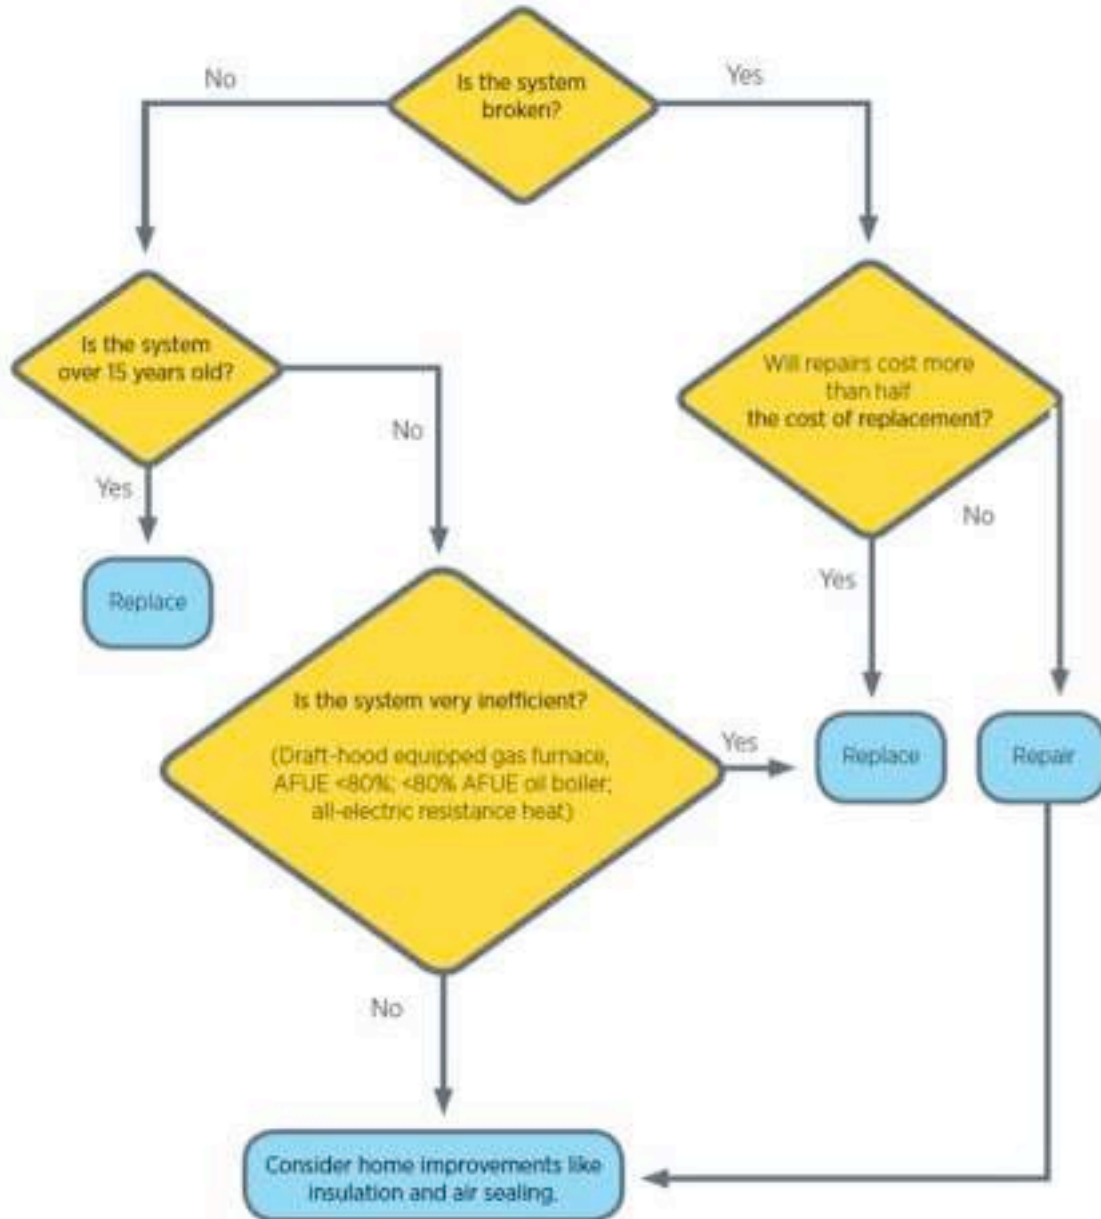 Is the system
broken?
No
Yes
Is the system
over 15 years old?
No
Yes
Replace
Will repairs cost more
than half
the cost of replacement?
No
Yes
Is the system very inefficient?
(Draft-hood equipped gas furnace,
AFUE <80%; <80% AFUE oil boiler;
all-electric resistance heat)
Yes
Replace
Repair
No
Consider home improvements like
insulation and air sealing.